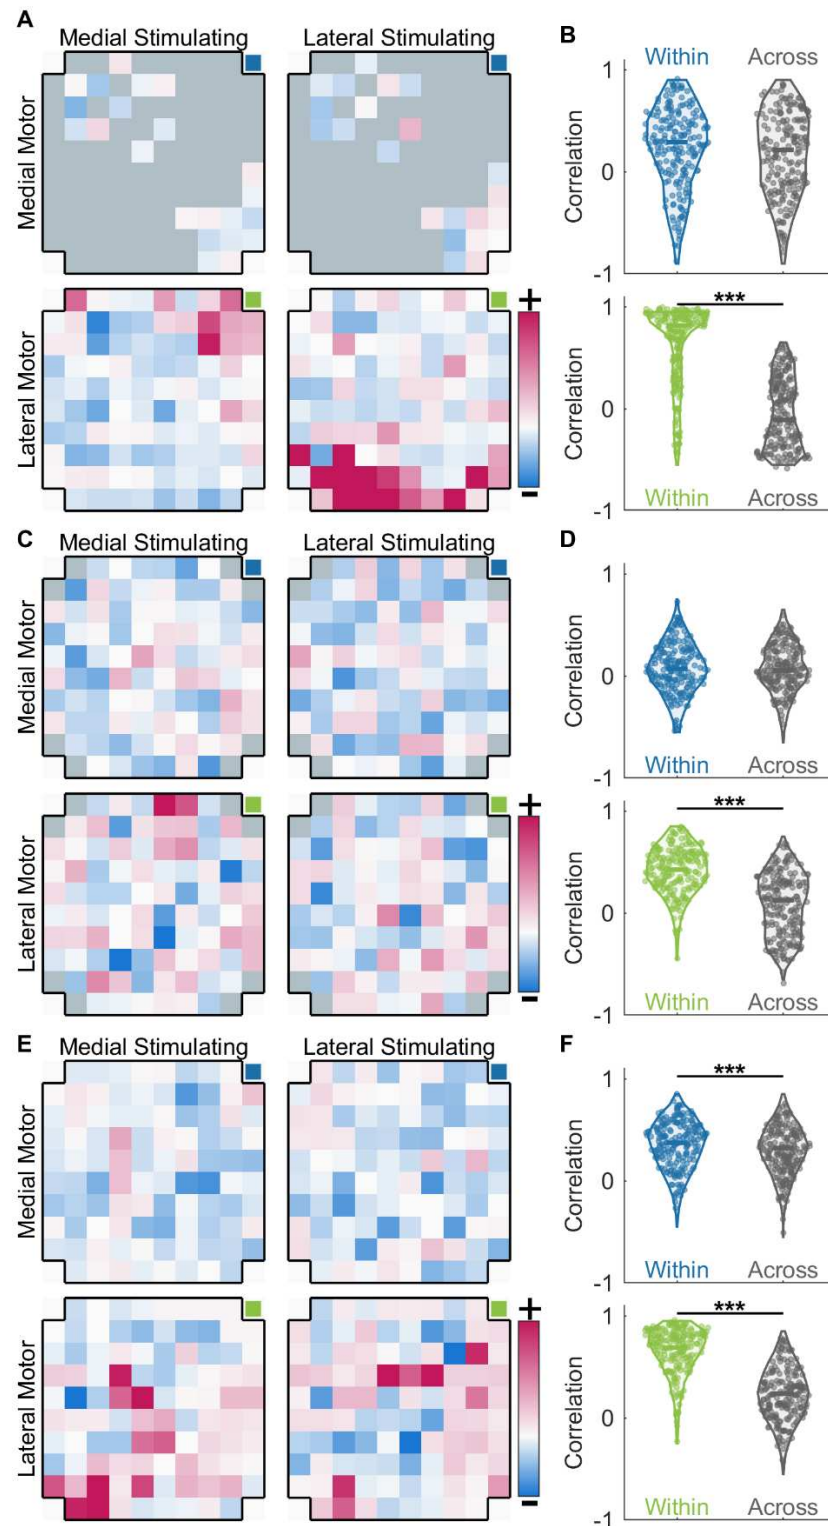 A
Medial Stimulating
Lateral Stimulating
Medial Motor
Lateral Motor
+
-
B
Within
Across
1
0
-1
Correlation
***
1
0
-1
Correlation
Within
Across
C
Medial Stimulating
Lateral Stimulating
Medial Motor
Lateral Motor
+
-
D
1
0
-1
Correlation
Within
Across
***
1
0
-1
Correlation
Within
Across
E
Medial Stimulating
Lateral Stimulating
Medial Motor
Lateral Motor
+
-
F
***
1
0
-1
Correlation
Within
Across
***
1
0
-1
Correlation
Within
Across